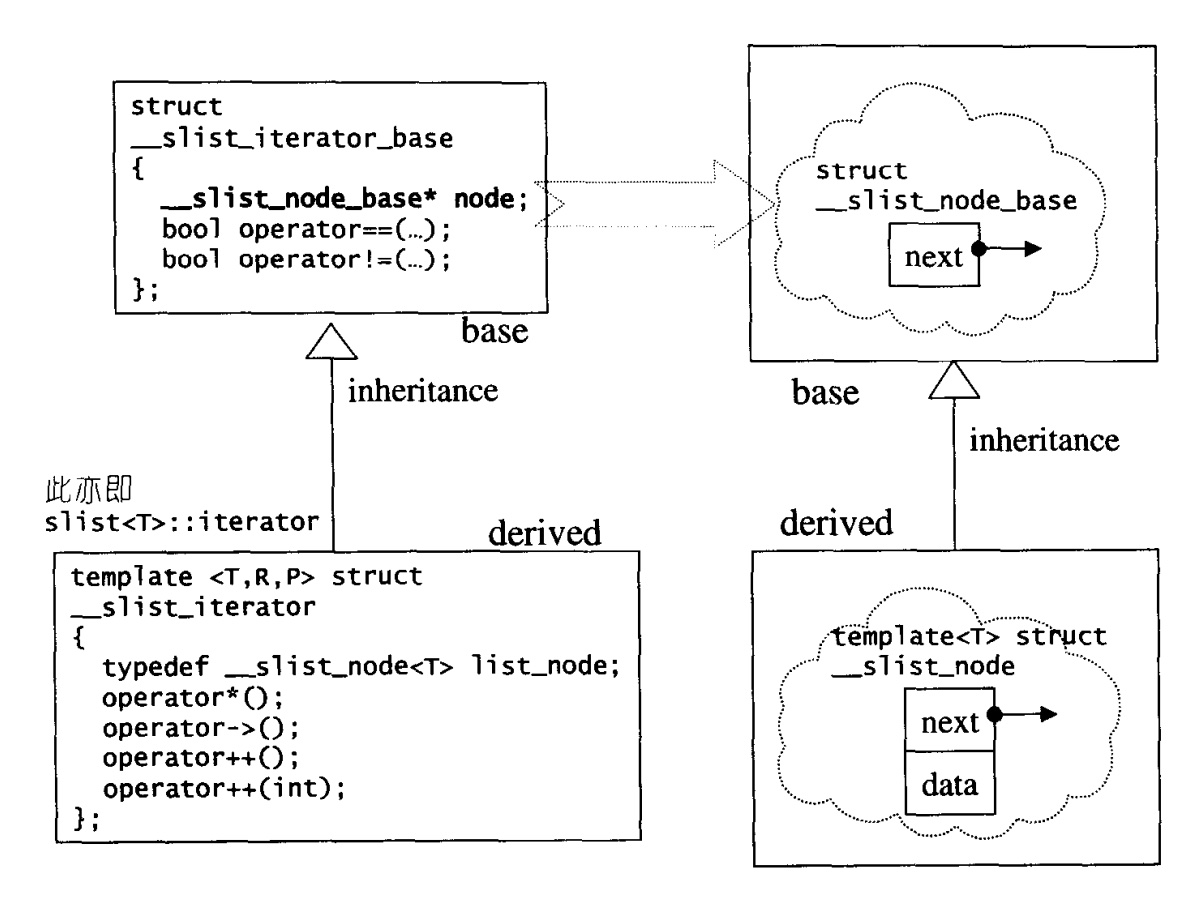 struct
__slist_iterator_base
{
__slist_node_base* node;
bool operator==(…);
bool operator!=(…);
};
base
inheritance
此亦即
slist<T>::iterator
derived
template <T,R,P> struct
__slist_iterator
{
typedef __slist_node<T> list_node;
operator*();
operator->();
operator++();
operator++(int);
};
struct
__slist_node_base
next
base
inheritance
derived
template<T> struct
__slist_node
next
data